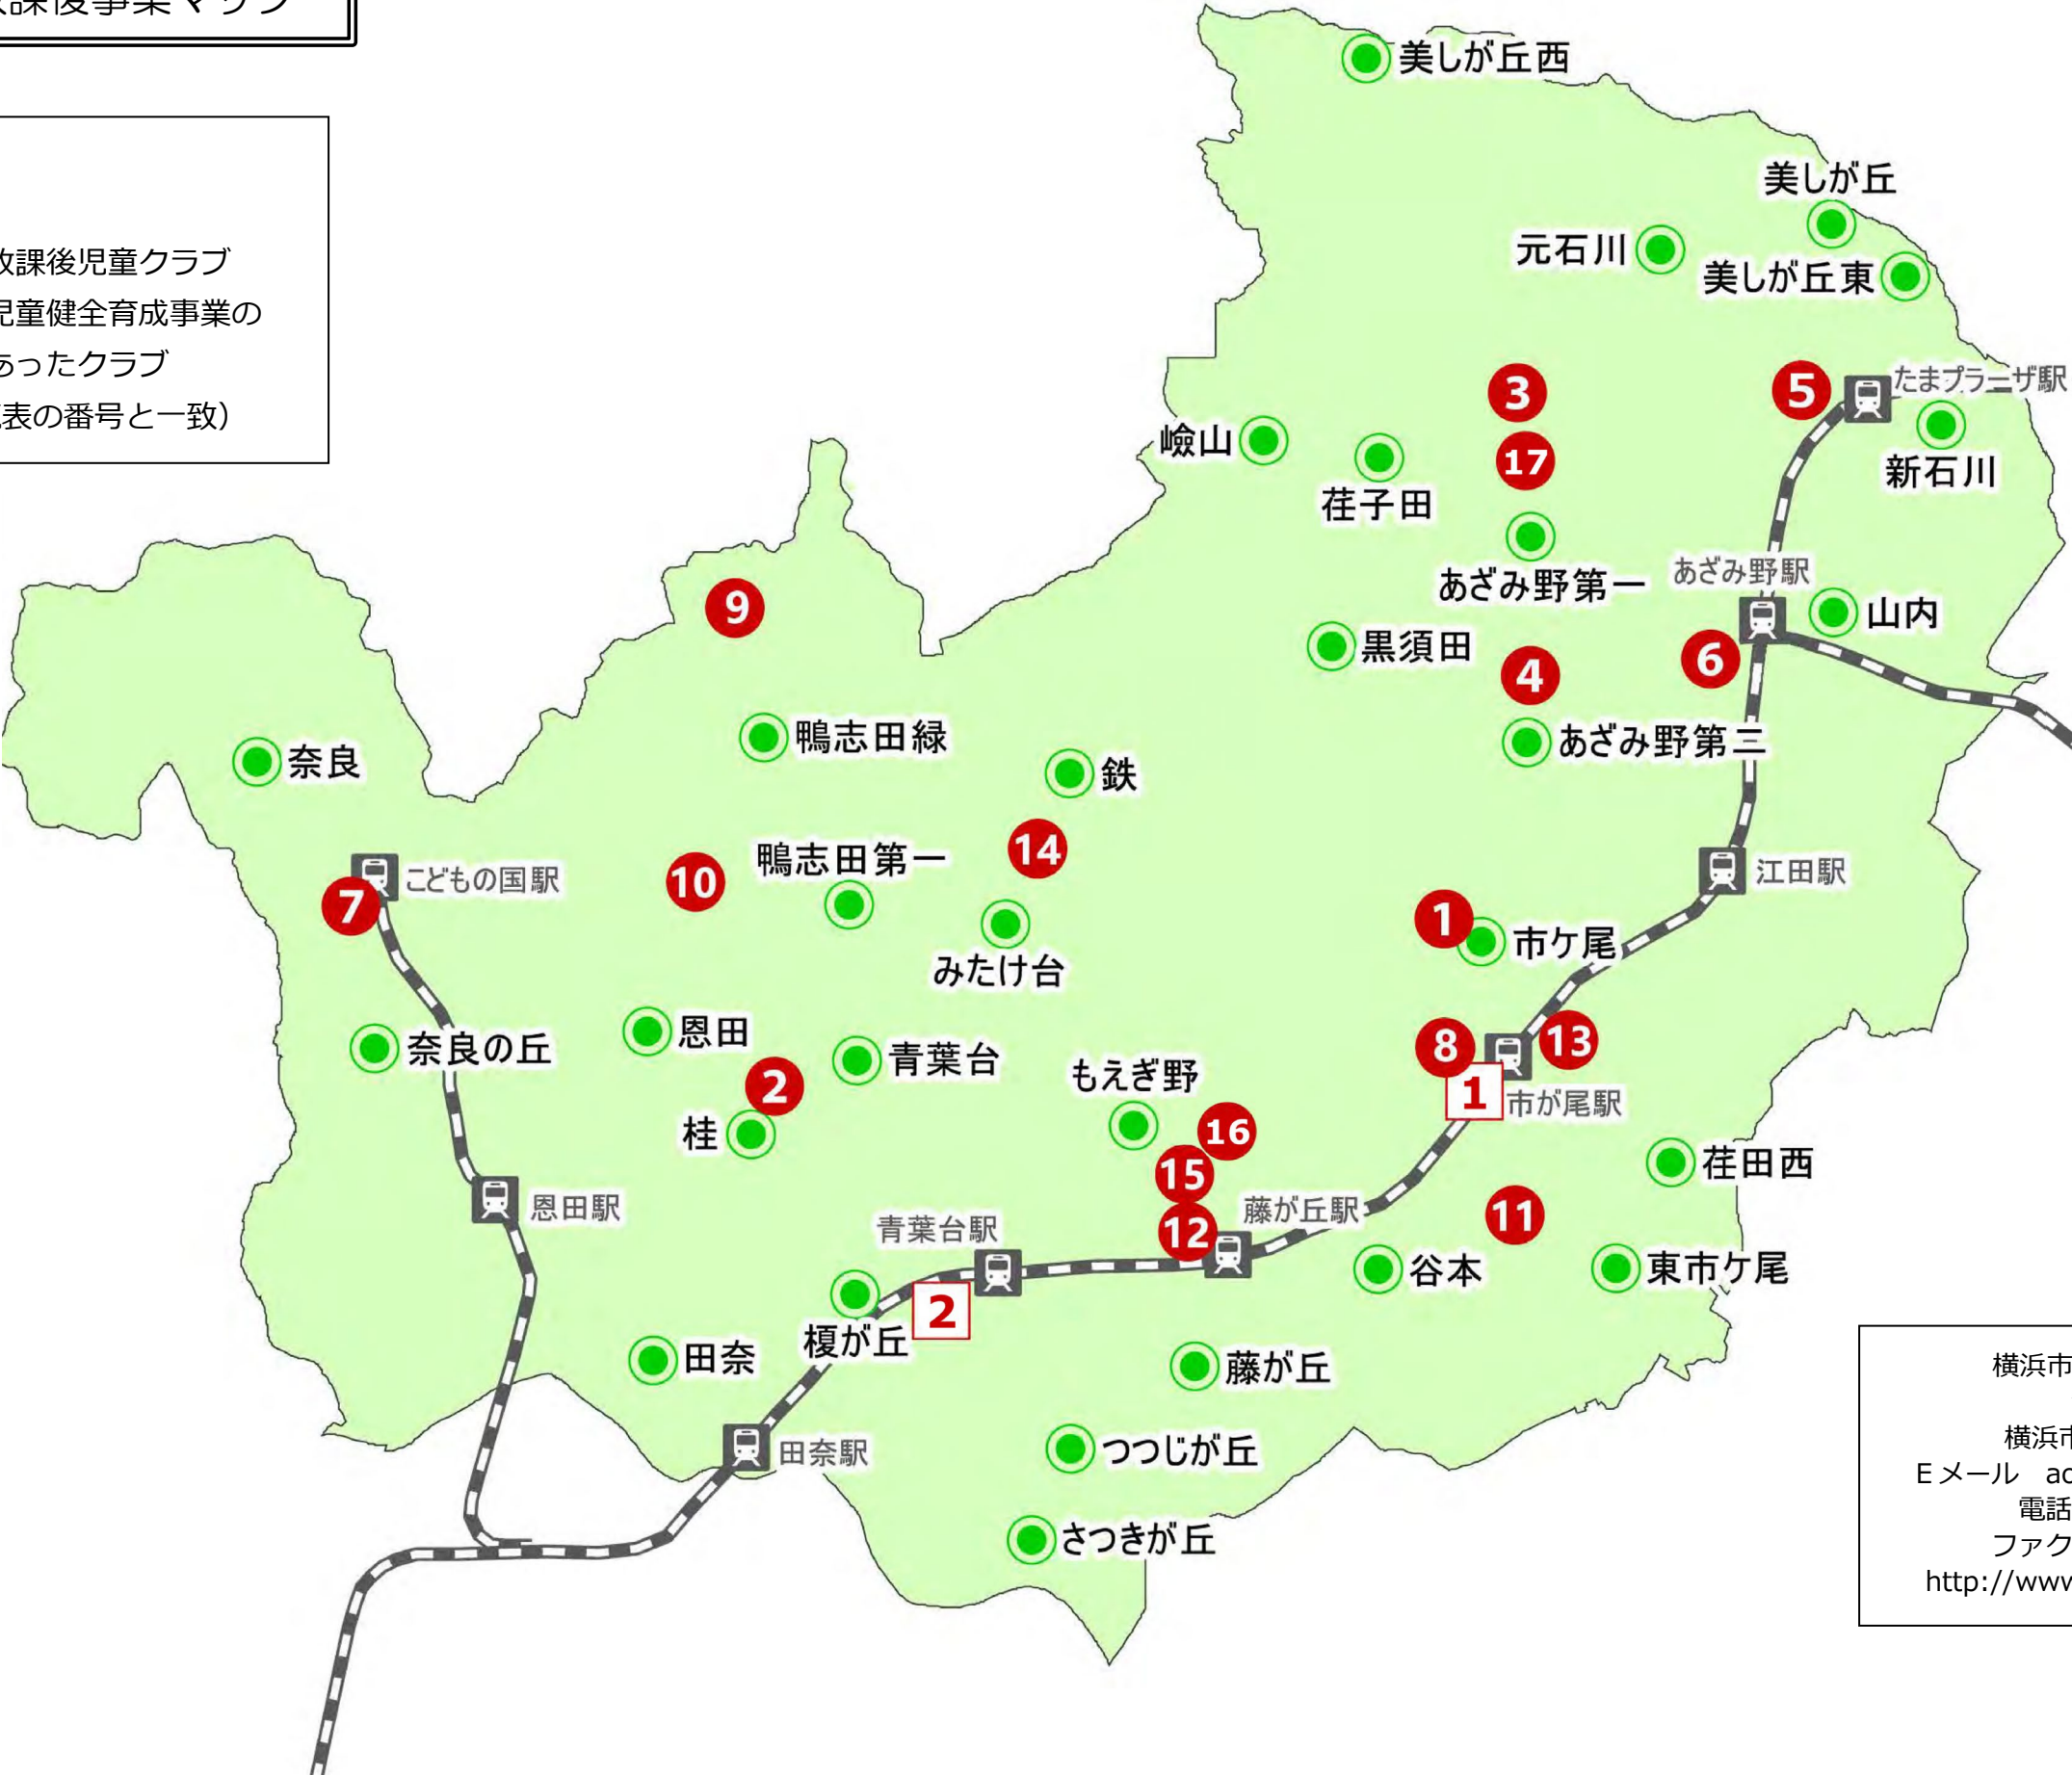 課後事業マップ
放課後児童クラブ
児童健全育成事業の
あったクラブ
表の番号と一致）
美しが丘西
美しが丘
元石川
美しが丘東
3
5
たまプラーザ駅
嶮山
荏子田
17
新石川
あざみ野第一
あざみ野駅
9
山内
黒須田
6
4
鴨志田緑
あざみ野第二
奈良
鉄
鴨志田第一
14
こどもの国駅
10
江田駅
7
1
市ケ尾
みたけ台
恩田
奈良の丘
青葉台
8
13
もえぎ野
2
1
市が尾駅
桂
16
15
荏田西
恩田駅
藤が丘駅
11
青葉台駅
12
谷本
東市ケ尾
2
榎が丘
田奈
藤が丘
田奈駅
つつじが丘
さつきが丘
横浜市
横浜市
Eメール ao
電話
ファク
http://www